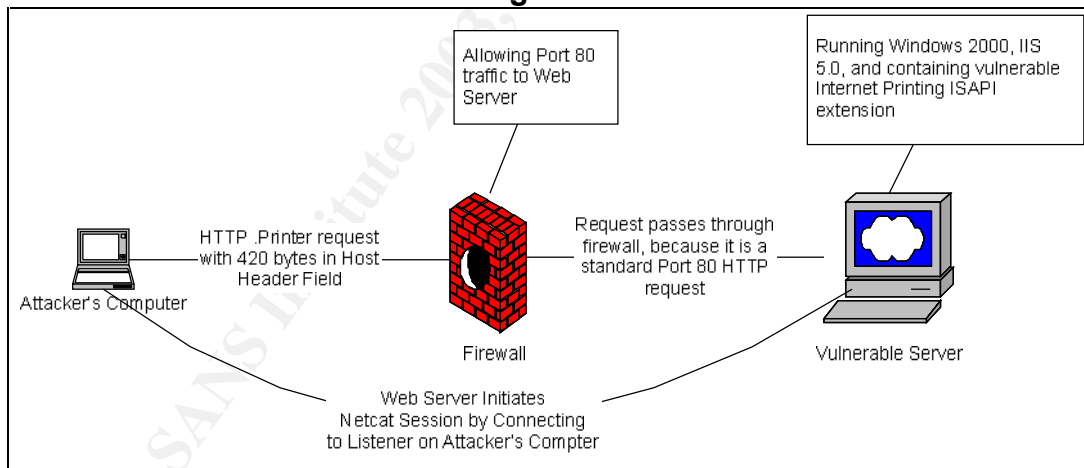 Allowing Port 80
traffic to Web
Server
Running Windows 2000, IIS
5.0, and containing vulnerable
Internet Printing ISAPI
extension
HTTP .Printer request
with 420 bytes in Host
Header Field
Request passes through
firewall, because it is a
standard Port 80 HTTP
request
Attacker's Computer
Firewall
Vulnerable Server
Web Server Initiates
Netcat Session by Connecting
to Listener on Attacker's Compter
SANS Institute 2003,